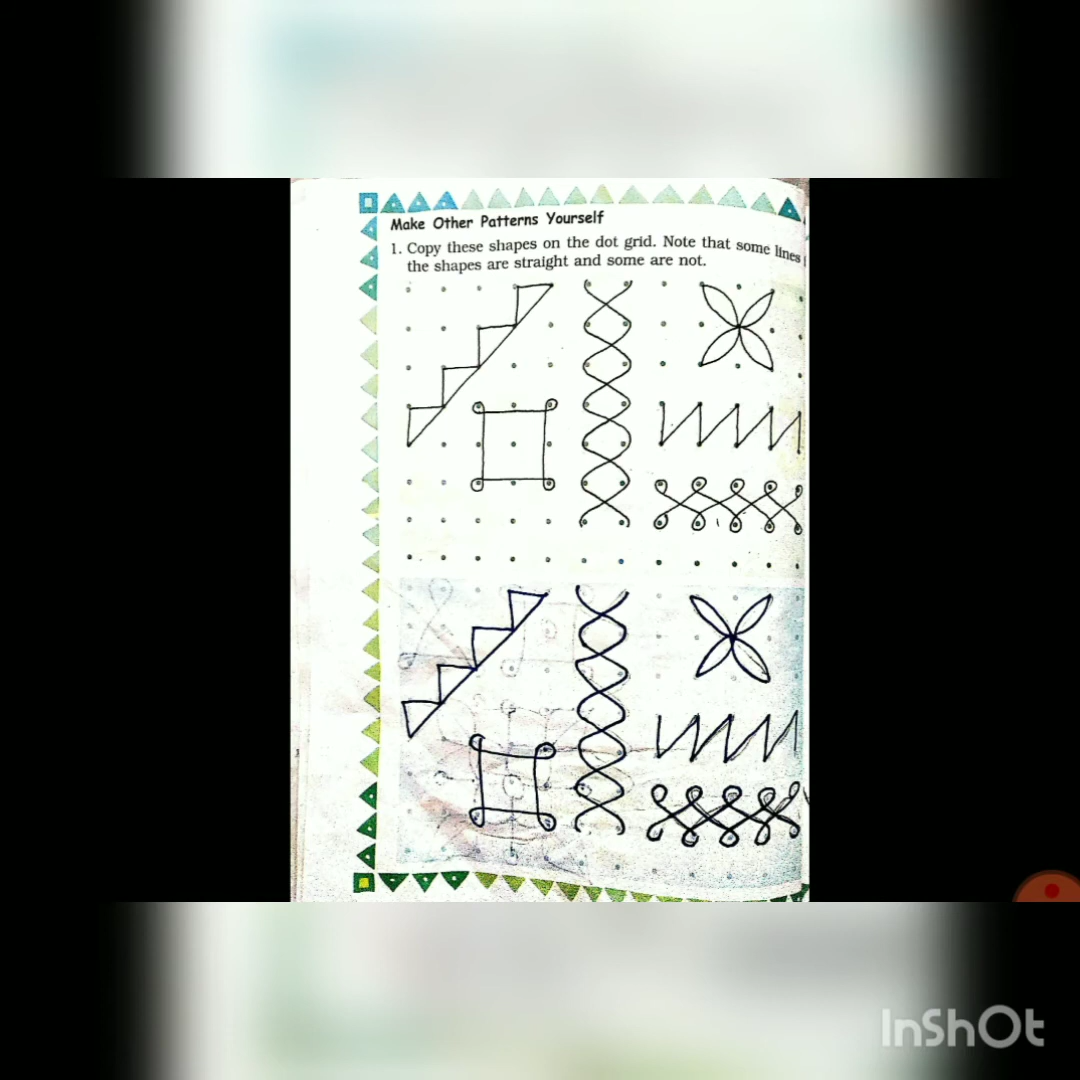 Make Other Patterns Yourself
1. Copy these shapes on the dot grid. Note that some lines
the shapes are straight and some are not.
InShOt